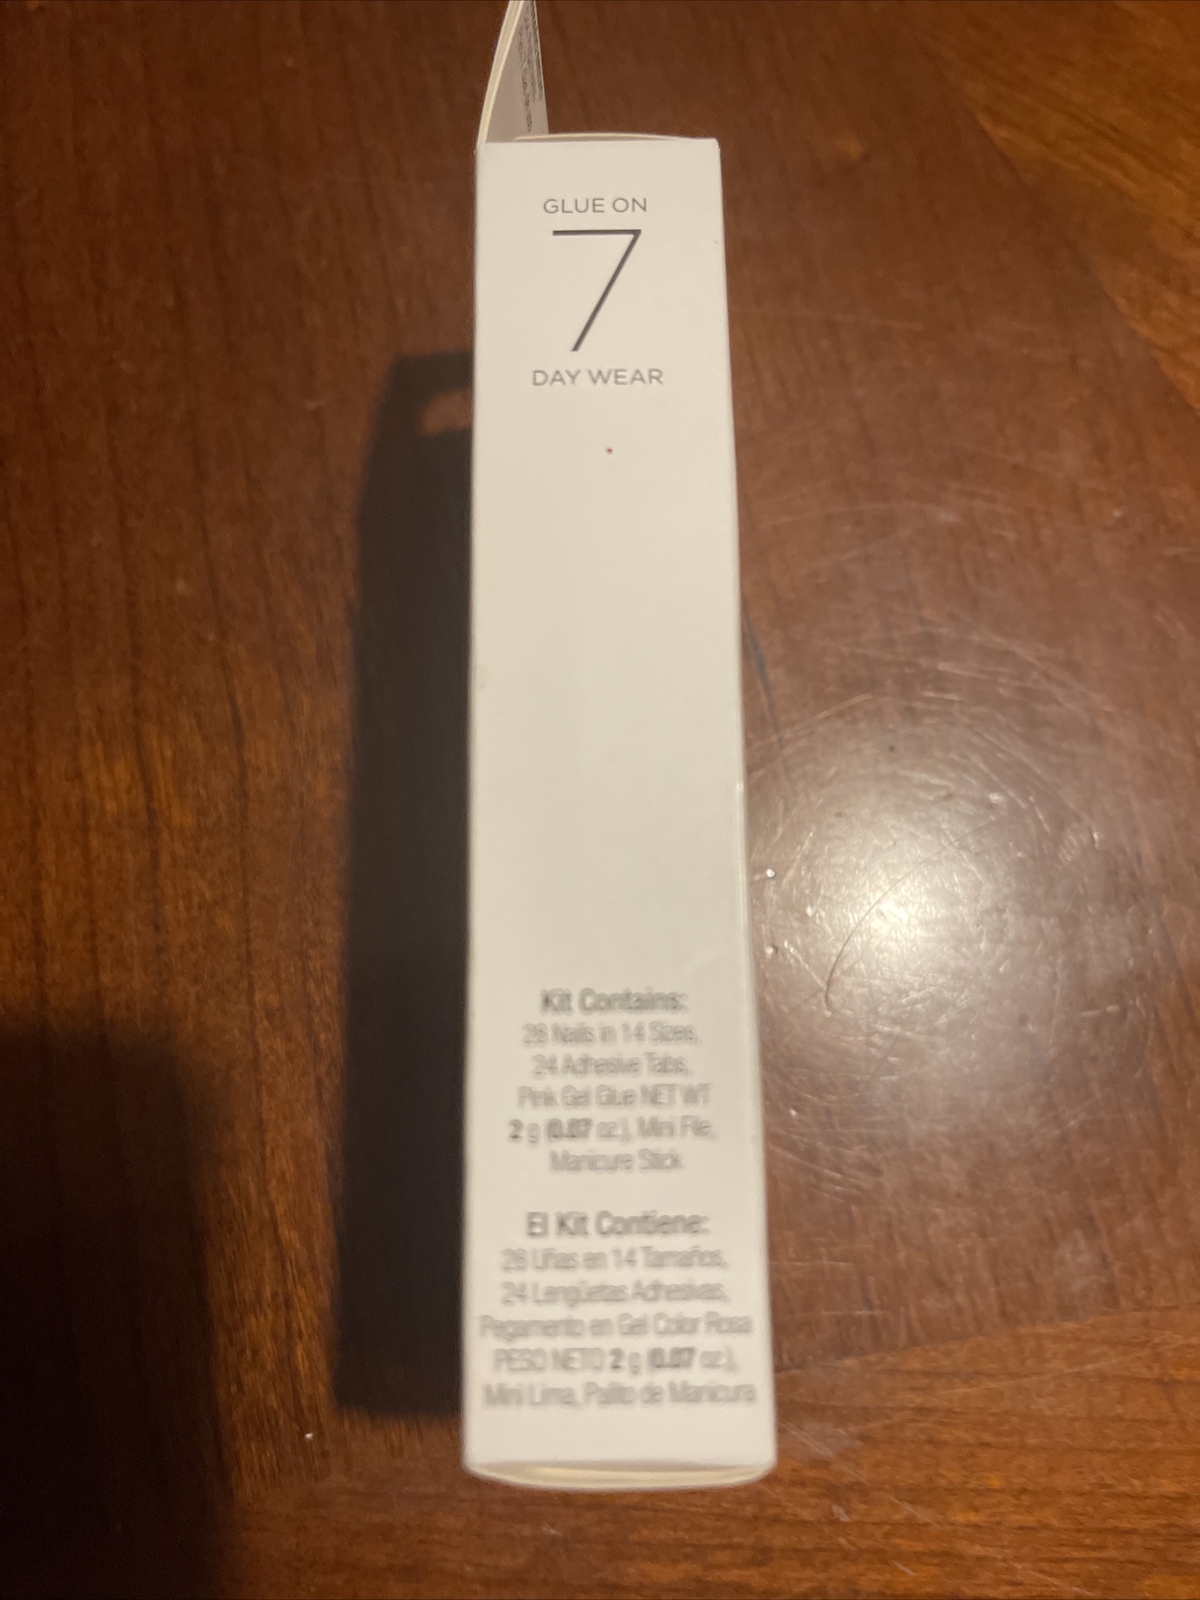 GLUE ON
7
DAY WEAR
Kit Contains:
28 Nails in 14 Sizes,
24 Adhesive Tabs,
Pink Gel Glue NET WT
2 g (0.07 oz.), Mini File,
Manicure Stick
El Kit Contiene:
28 Uñas en 14 Tamaños,
24 Lengüetas Adhesivas,
Pegamento en Gel Color Rosa
PESO NETO 2 g (0.07 oz.),
Mini Lima, Palito de Manicura